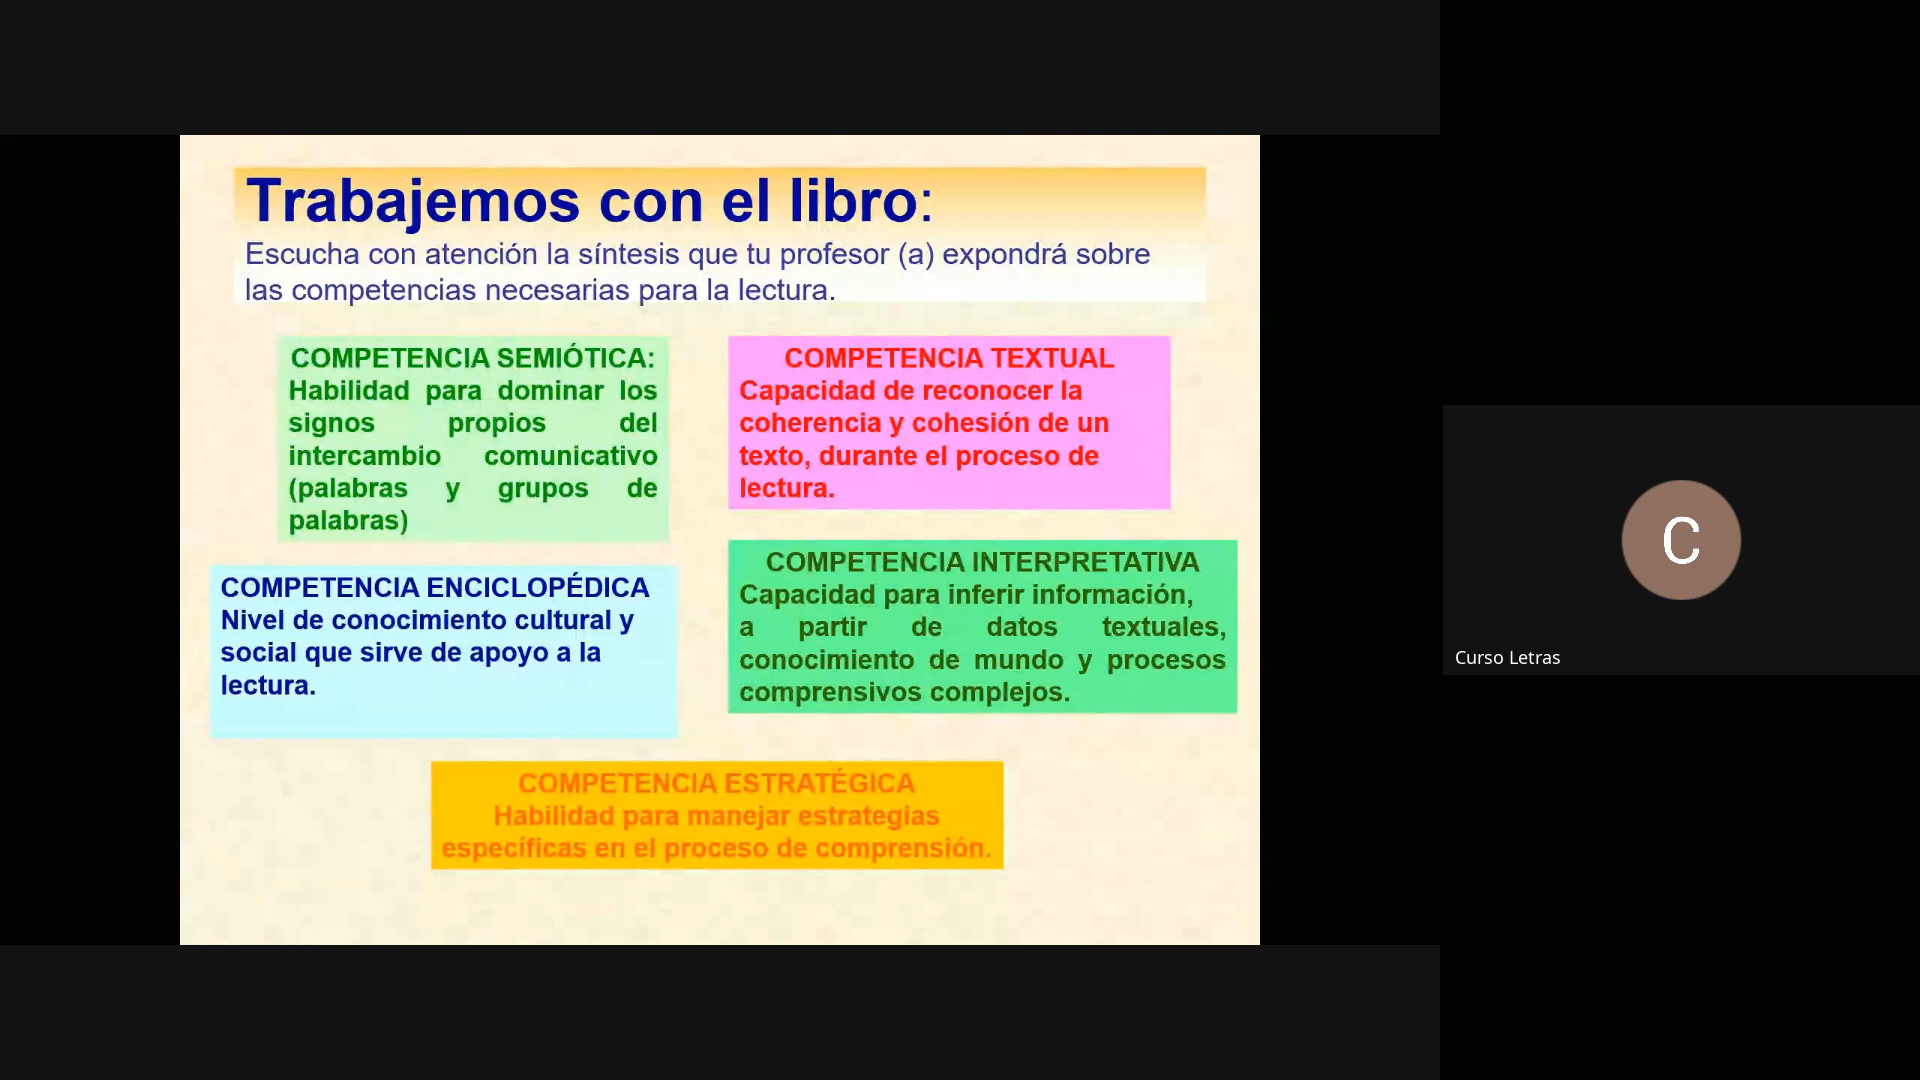 Trabajemos con el libro:
Escucha con atención la síntesis que tu profesor (a) expondrá sobre
las competencias necesarias para la lectura.
COMPETENCIA SEMIÓTICA:
Habilidad para dominar los
signos propios del
intercambio comunicativo
(palabras y grupos de
palabras)
COMPETENCIA TEXTUAL
Capacidad de reconocer la
coherencia y cohesión de un
texto, durante el proceso de
lectura.
COMPETENCIA ENCICLOPÉDICA
Nivel de conocimiento cultural y
social que sirve de apoyo a la
lectura.
COMPETENCIA INTERPRETATIVA
Capacidad para inferir información,
a partir de datos textuales,
conocimiento de mundo y procesos
comprensivos complejos.
COMPETENCIA ESTRATÉGICA
Habilidad para manejar estrategias
específicas en el proceso de comprensión.
C
Curso Letras